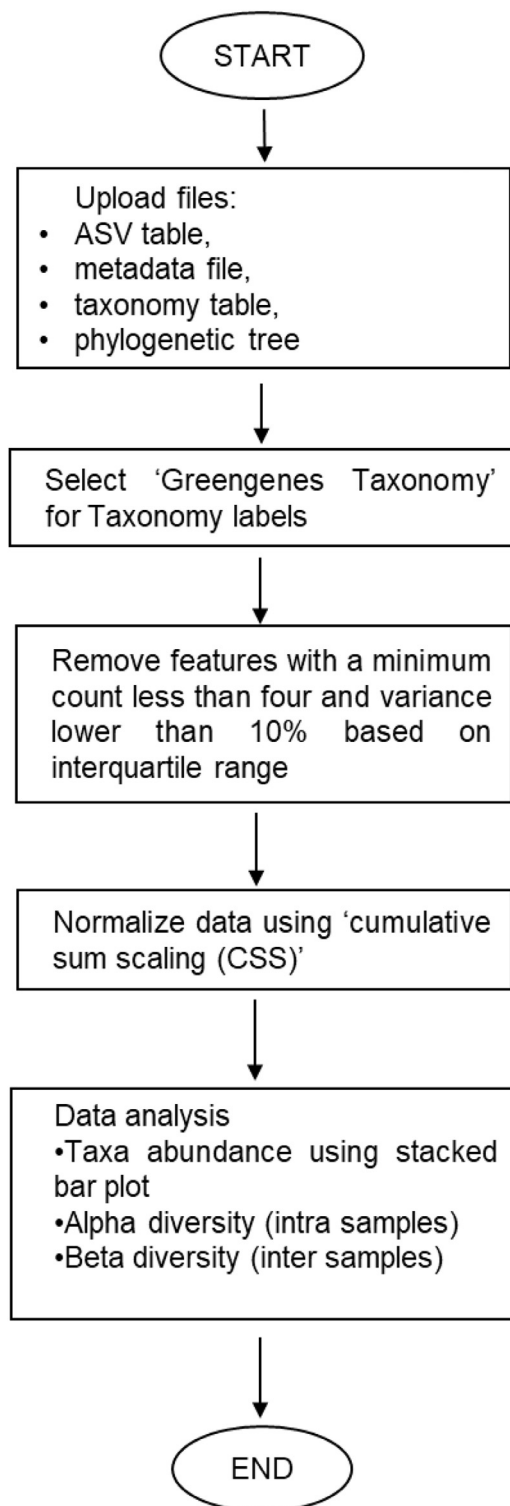 START
Upload files:
• ASV table,
• metadata file,
• taxonomy table,
• phylogenetic tree
Select ‘Greengenes Taxonomy’
for Taxonomy labels
Remove features with a minimum
count less than four and variance
lower than 10% based on
interquartile range
Normalize data using ‘cumulative
sum scaling (CSS)’
Data analysis
•Taxa abundance using stacked
bar plot
•Alpha diversity (intra samples)
•Beta diversity (inter samples)
END